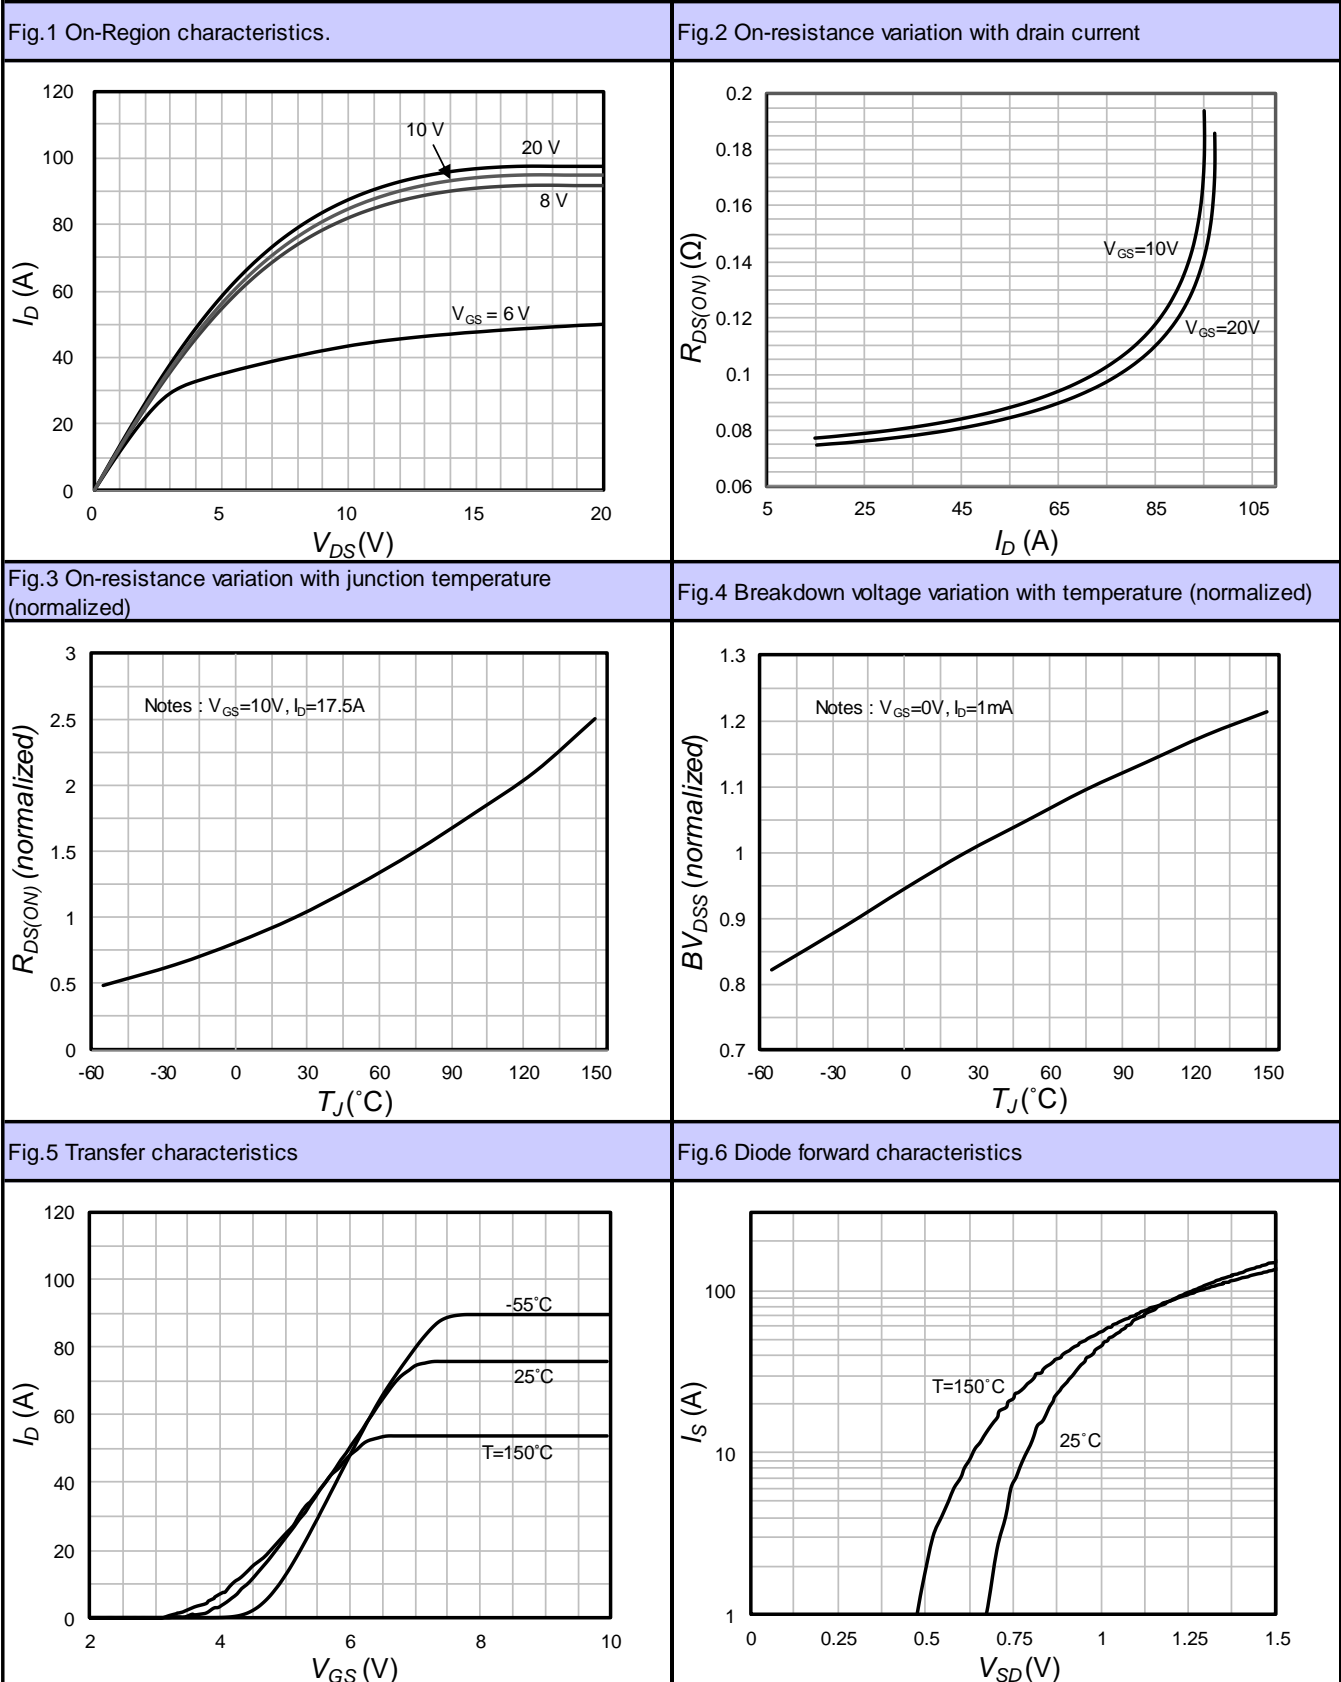 Fig.1 On-Region characteristics.
120
100
80
60
40
20
0
0 5 10 15 20
I_D (A)
V_DS (V)
10 V
20 V
8 V
V_GS = 6 V
Fig.2 On-resistance variation with drain current
0.2
0.18
0.16
0.14
0.12
0.1
0.08
0.06
5 25 45 65 85 105
R_DS(ON) (Ω)
I_D (A)
V_GS=10V
V_GS=20V
Fig.3 On-resistance variation with junction temperature
(normalized)
3
2.5
2
1.5
1
0.5
0
-60 -30 0 30 60 90 120 150
R_DS(ON) (normalized)
T_J (˚C)
Notes : V_GS=10V, I_D=17.5A
Fig.4 Breakdown voltage variation with temperature (normalized)
1.3
1.2
1.1
1
0.9
0.8
0.7
-60 -30 0 30 60 90 120 150
BV_DSS (normalized)
T_J (˚C)
Notes : V_GS=0V, I_D=1mA
Fig.5 Transfer characteristics
120
100
80
60
40
20
0
2 4 6 8 10
I_D (A)
V_GS (V)
-55˚C
25˚C
T=150˚C
Fig.6 Diode forward characteristics
100
10
1
0 0.25 0.5 0.75 1 1.25 1.5
I_S (A)
V_SD (V)
T=150˚C
25˚C